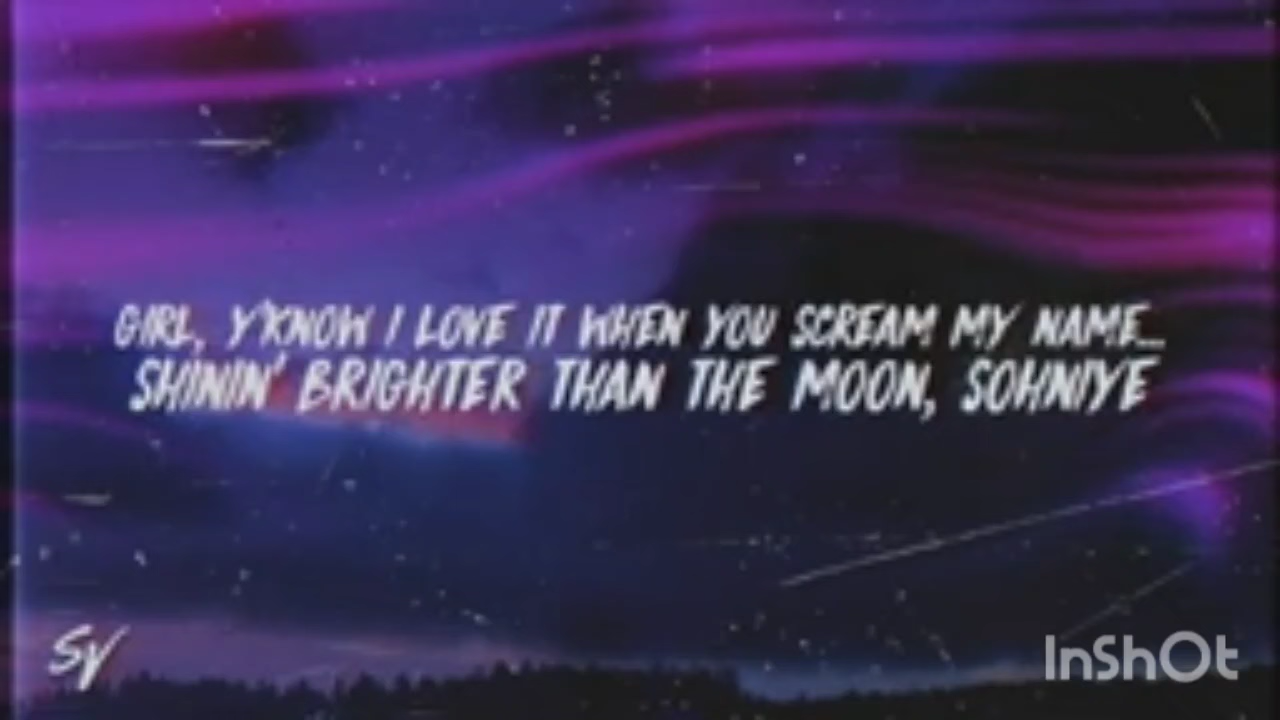 GIRL, Y'KNOW I LOVE IT WHEN YOU SCREAM MY NAME...
SHININ' BRIGHTER THAN THE MOON, SOHNIYE
SV
InShOt